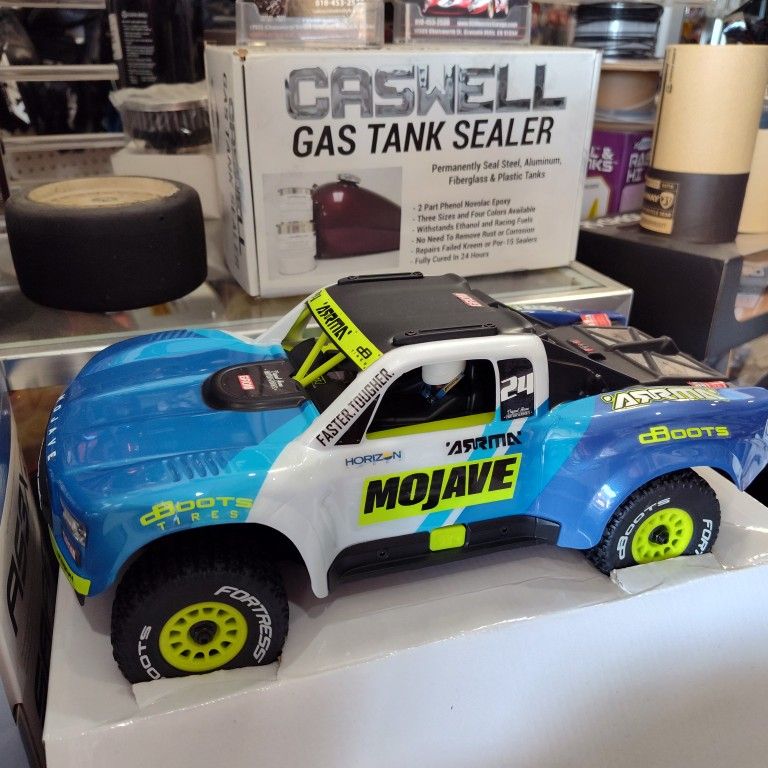 CASWELL
GAS TANK SEALER
Permanently Seal Steel, Aluminum,
Fiberglass & Plastic Tanks
- 2 Part Phenol Novolac Epoxy
- Three Sizes and Four Colors Available
- Withstands Ethanol and Racing Fuels
- No Need To Remove Rust or Corrosion
- Repairs Failed Kreem or Por-15 Sealers
- Fully Cured In 24 Hours
ARRMA
FASTER. TOUGHER.
24
HORIZON
ARRMA
MOJAVE
MOJAVE
dBOOTS
TIRES
ARRMA
dBOOTS
FORTRESS
BOOTS
FORTRESS
dBOOTS